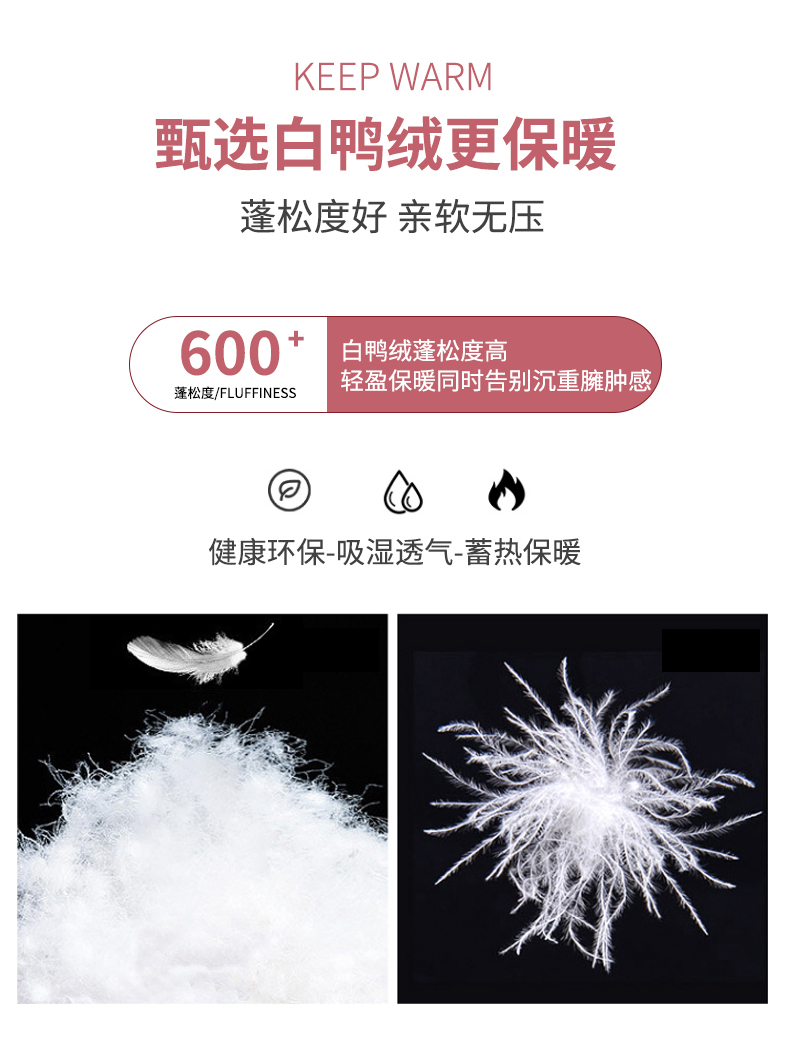 KEEP WARM
甄选白鸭绒更保暖
蓬松度好 亲软无压
600+
蓬松度/FLUFFINESS
白鸭绒蓬松度高
轻盈保暖同时告别沉重臃肿感
健康环保-吸湿透气-蓄热保暖